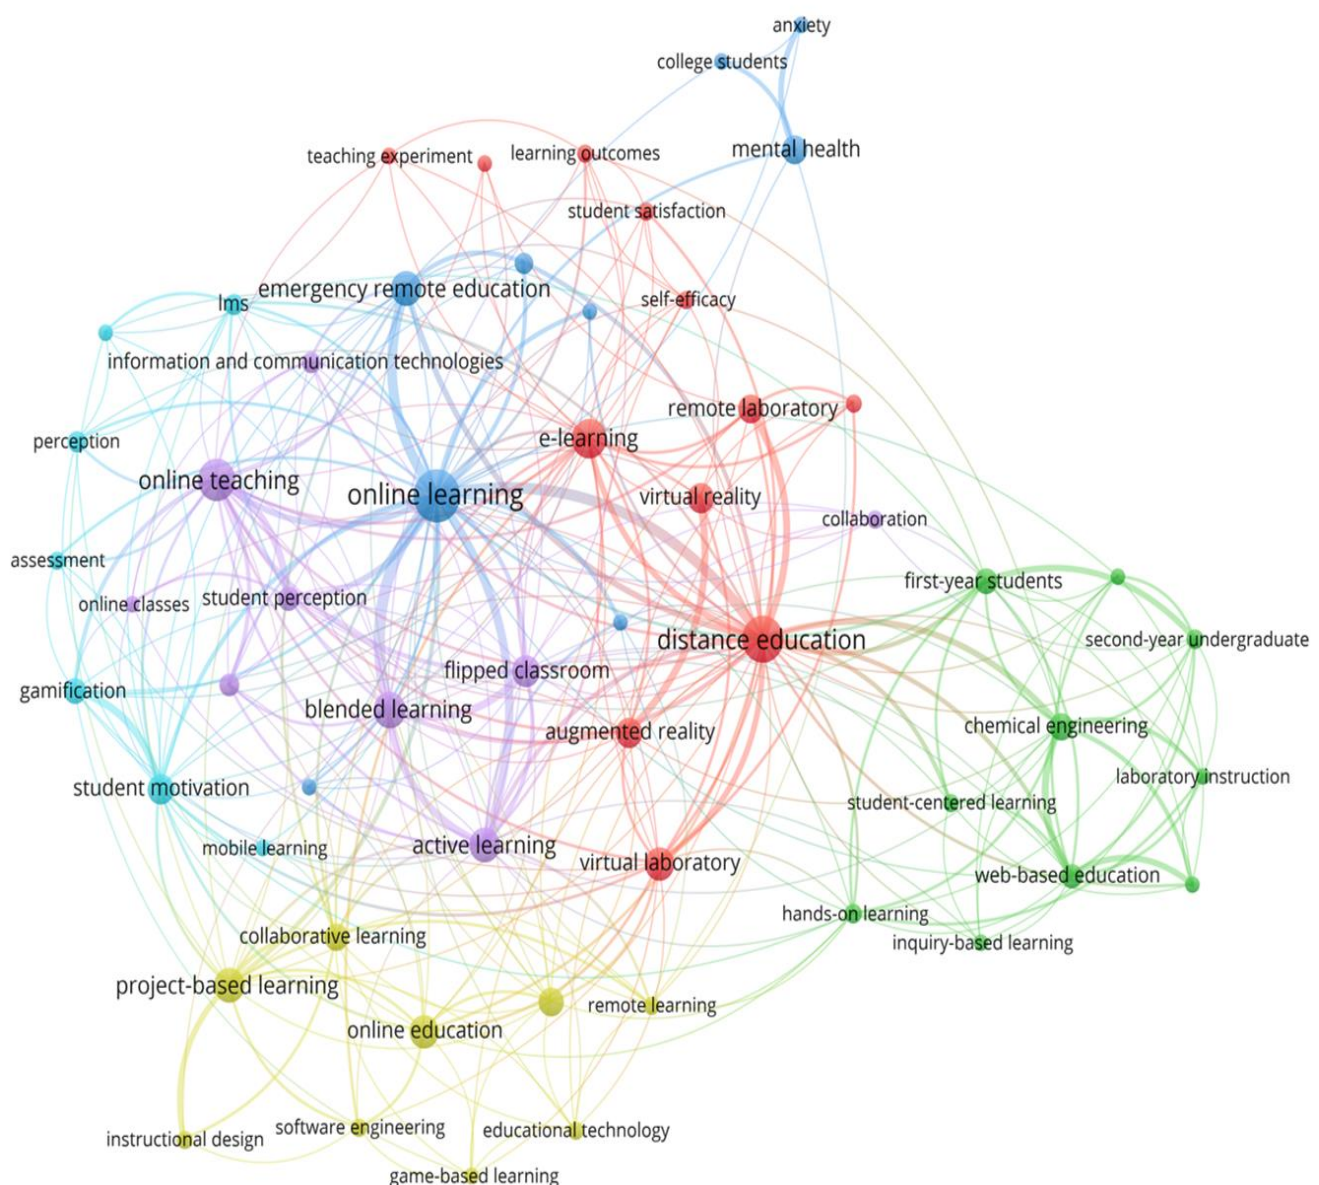 anxiety
college students
mental health
teaching experiment
learning outcomes
student satisfaction
emergency remote education
lms
self-efficacy
information and communication technologies
remote laboratory
e-learning
perception
online teaching
online learning
virtual reality
collaboration
assessment
first-year students
online classes
student perception
distance education
second-year undergraduate
flipped classroom
gamification
blended learning
augmented reality
chemical engineering
laboratory instruction
student motivation
student-centered learning
mobile learning
active learning
virtual laboratory
web-based education
hands-on learning
collaborative learning
inquiry-based learning
project-based learning
remote learning
online education
instructional design
software engineering
educational technology
game-based learning